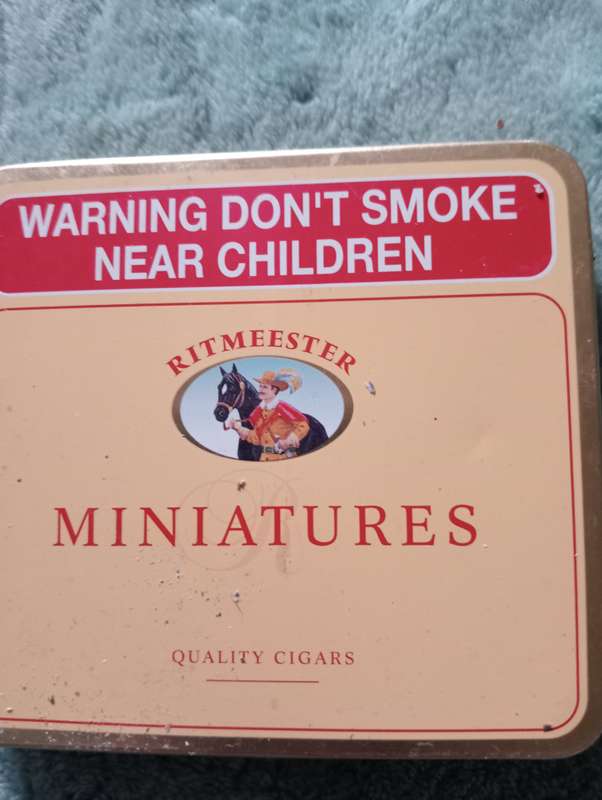 WARNING DON'T SMOKE
NEAR CHILDREN
RITMEESTER
MINIATURES
QUALITY CIGARS